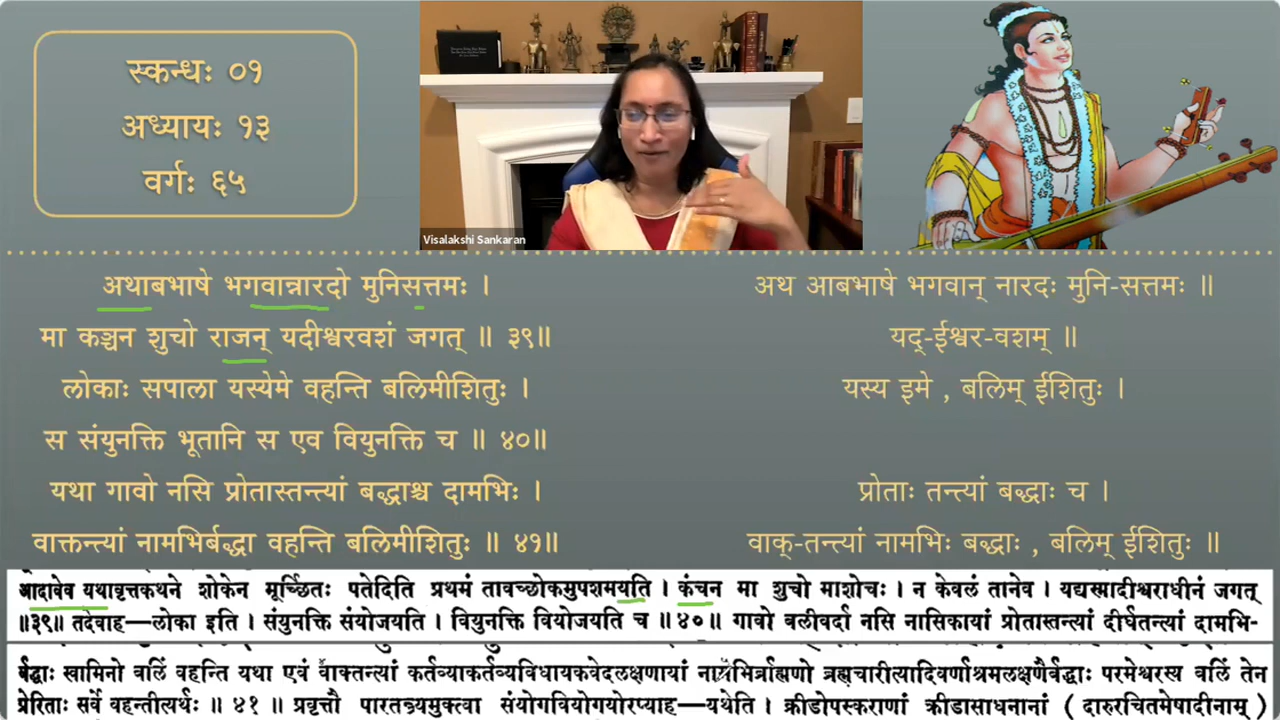 स्कन्धः ०१
अध्यायः १३
वर्गः ६५
Visalakshi Sankaran
अथाबभाषे भगवान्नारदो मुनिसत्तमः ।
अथ आबभाषे भगवान् नारदः मुनि-सत्तमः ॥
मा कञ्चन शुचो राजन् यदीश्वरवशं जगत् ॥ ३९॥
यद्-ईश्वर-वशम् ॥
लोकाः सपाला यस्येमे वहन्ति बलिमीशितुः ।
यस्य इमे , बलिम् ईशितुः ।
स संयुनक्ति भूतानि स एव वियुनक्ति च ॥ ४०॥
यथा गावो नसि प्रोतास्तन्त्यां बद्धाश्च दामभिः ।
प्रोताः तन्त्यां बद्धाः च ।
वाक्तन्त्यां नामभिर्बद्धा वहन्ति बलिमीशितुः ॥ ४१॥
वाक्-तन्त्यां नामभिः बद्धाः , बलिम् ईशितुः ॥
आदावेव यथावृत्तकथने शोकेन मूर्च्छितः पतेदिति प्रथमं तावच्छोकमुपशमयति । कंचन मा शुचो माशोचः । न केवलं तानेव । यद्यस्मादीश्वराधीनं जगत्
॥३९॥ तदेवाह—लोका इति । संयुनक्ति संयोजयति । वियुनक्ति वियोजयति च ॥४०॥ गावो बलीवर्दा नसि नासिकायां प्रोतास्तन्त्यां दीर्घतन्त्यां दामभि-
र्बद्धाः स्वामिनो बलिं वहन्ति यथा एवं वाक्तन्त्यां कर्तव्याकर्तव्यविधायकवेदलक्षणायां नामभिर्ब्राह्मणो ब्रह्मचारीत्यादिवर्णाश्रमलक्षणैर्बद्धाः परमेश्वरस्य बलिं तेन
प्रेरिताः सर्वे वहन्तीत्यर्थः ॥ ४१ ॥ प्रवृत्तौ पारतन्त्र्यमुक्त्वा संयोगवियोगयोरप्याह—यथेति । क्रीडोपस्कराणां क्रीडासाधनानां ( दारुरचितमेषादीनाम् )